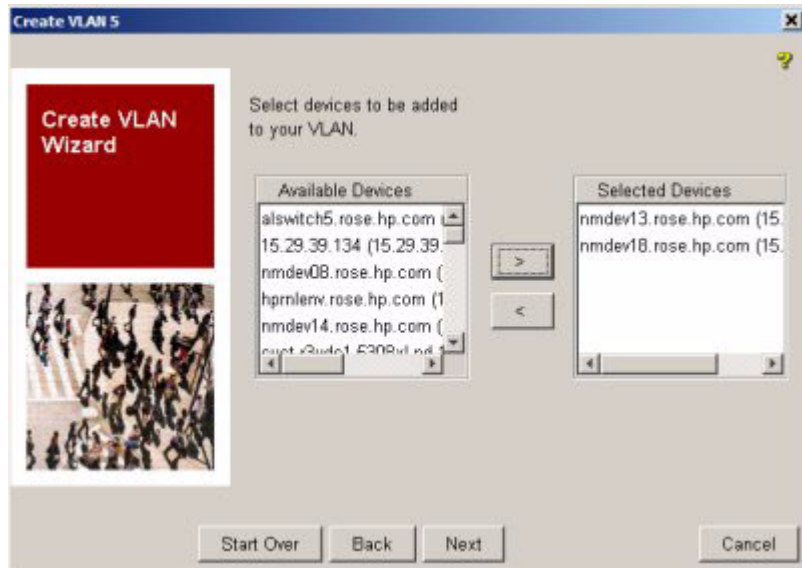 Create VLAN 5
Create VLAN
Wizard
Select devices to be added
to your VLAN.
Available Devices
alswitch5.rose.hp.com (
15.29.39.134 (15.29.39.
nmdev08.rose.hp.com (
hprnlenv.rose.hp.com (1
nmdev14.rose.hp.com (
>
<
Selected Devices
nmdev13.rose.hp.com (15.
nmdev18.rose.hp.com (15.
Start Over
Back
Next
Cancel